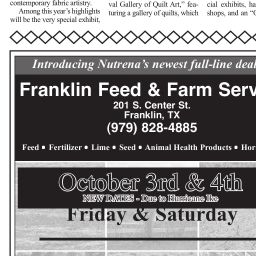 contemporary fabric artistry.
Among this year's highlights
will be the very special exhibit,
val Gallery of Quilt Art," fea-
turing a gallery of quilts, which
cial exhibits, ha
shops, and an "O
Introducing Nutrena's newest full-line deal
Franklin Feed & Farm Serv
201 S. Center St.
Franklin, TX
(979) 828-4885
Feed • Fertilizer • Lime • Seed • Animal Health Products • Hor
October 3rd & 4th
NEW DATES - Due to Hurricane Ike
Friday & Saturday